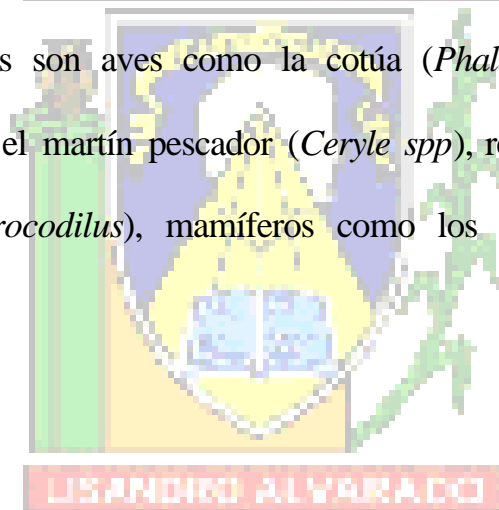 s son aves como la cotúa (Phal
el martín pescador (Ceryle spp), r
rocodilus), mamíferos como los
LISANDRO ALVARADO